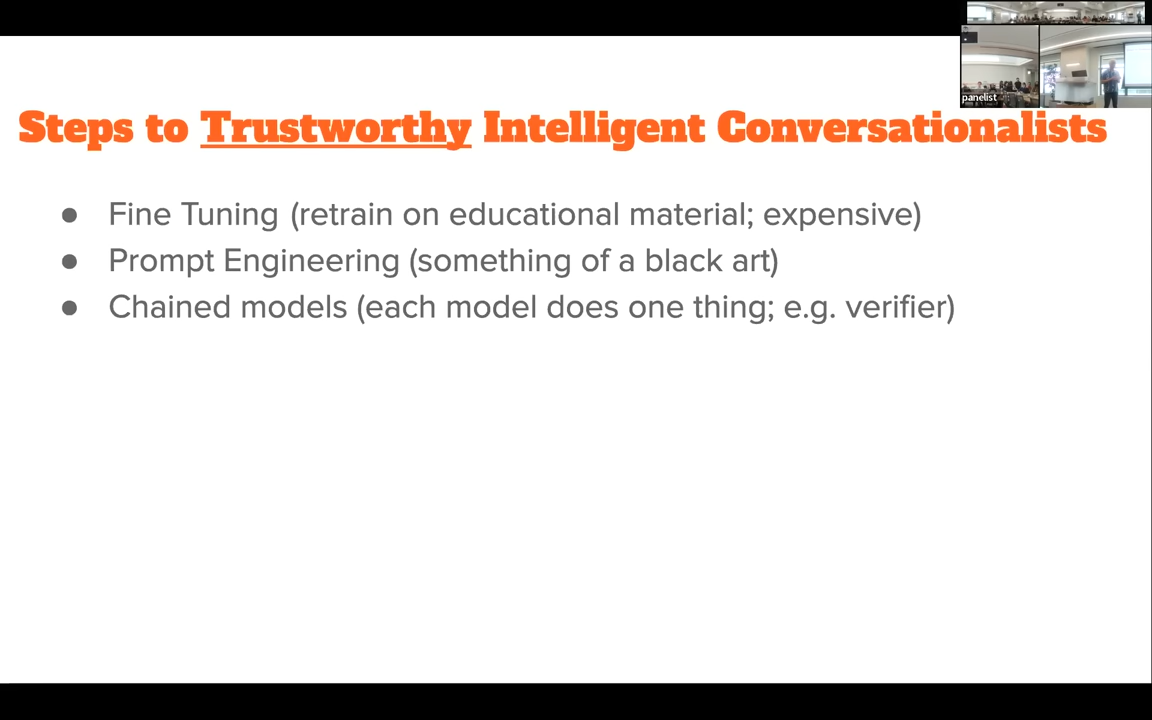 panelist
Steps to Trustworthy Intelligent Conversationalists
● Fine Tuning (retrain on educational material; expensive)
● Prompt Engineering (something of a black art)
● Chained models (each model does one thing; e.g. verifier)